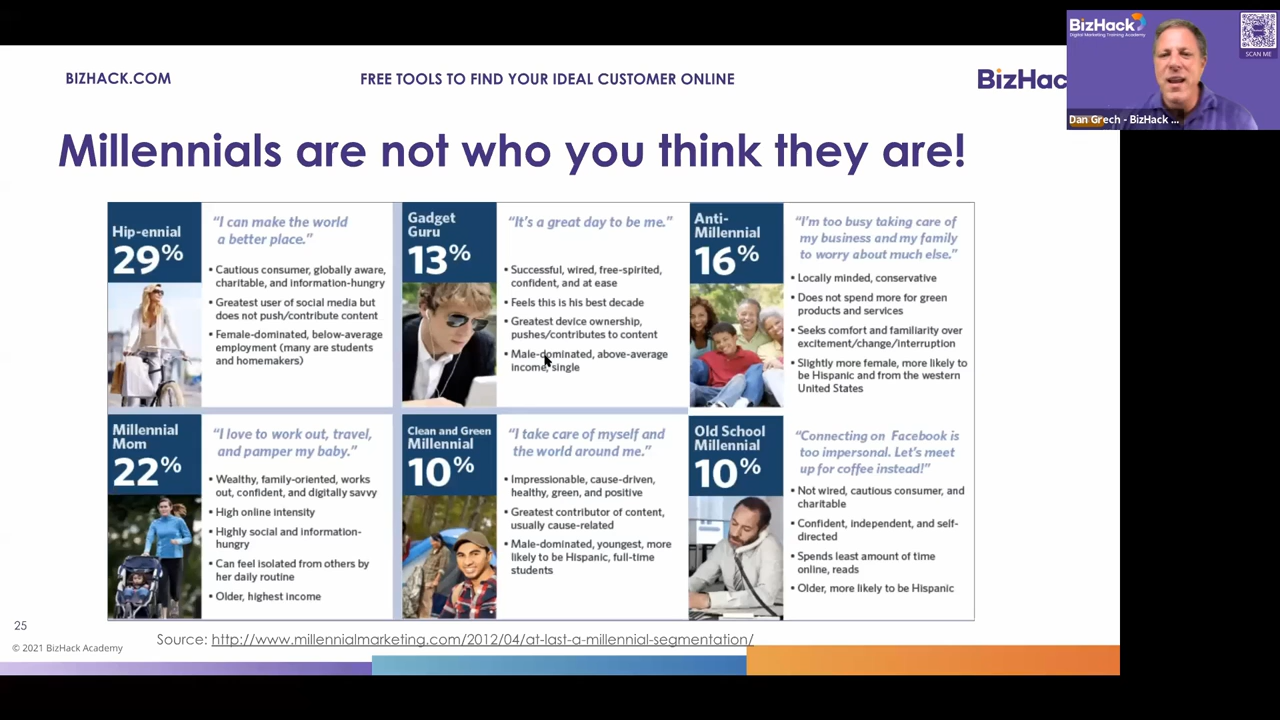 BIZHACK.COM
FREE TOOLS TO FIND YOUR IDEAL CUSTOMER ONLINE
BizHac
BizHack
Digital Marketing Training Academy
SCAN ME
Dan Grech - BizHack ...
Millennials are not who you think they are!
Hip-ennial
29%
"I can make the world
a better place."
▪ Cautious consumer, globally aware,
charitable, and information-hungry
▪ Greatest user of social media but
does not push/contribute content
▪ Female-dominated, below-average
employment (many are students
and homemakers)
Gadget
Guru
13%
"It's a great day to be me."
▪ Successful, wired, free-spirited,
confident, and at ease
▪ Feels this is his best decade
▪ Greatest device ownership,
pushes/contributes to content
▪ Male-dominated, above-average
income, single
Anti-
Millennial
16%
"I'm too busy taking care of
my business and my family
to worry about much else."
▪ Locally minded, conservative
▪ Does not spend more for green
products and services
▪ Seeks comfort and familiarity over
excitement/change/interruption
▪ Slightly more female, more likely to
be Hispanic and from the western
United States
Millennial
Mom
22%
"I love to work out, travel,
and pamper my baby."
▪ Wealthy, family-oriented, works
out, confident, and digitally savvy
▪ High online intensity
▪ Highly social and information-
hungry
▪ Can feel isolated from others by
her daily routine
▪ Older, highest income
Clean and Green
Millennial
10%
"I take care of myself and
the world around me."
▪ Impressionable, cause-driven,
healthy, green, and positive
▪ Greatest contributor of content,
usually cause-related
▪ Male-dominated, youngest, more
likely to be Hispanic, full-time
students
Old School
Millennial
10%
"Connecting on Facebook is
too impersonal. Let's meet
up for coffee instead!"
▪ Not wired, cautious consumer, and
charitable
▪ Confident, independent, and self-
directed
▪ Spends least amount of time
online, reads
▪ Older, more likely to be Hispanic
25
Source: http://www.millennialmarketing.com/2012/04/at-last-a-millennial-segmentation/
© 2021 BizHack Academy